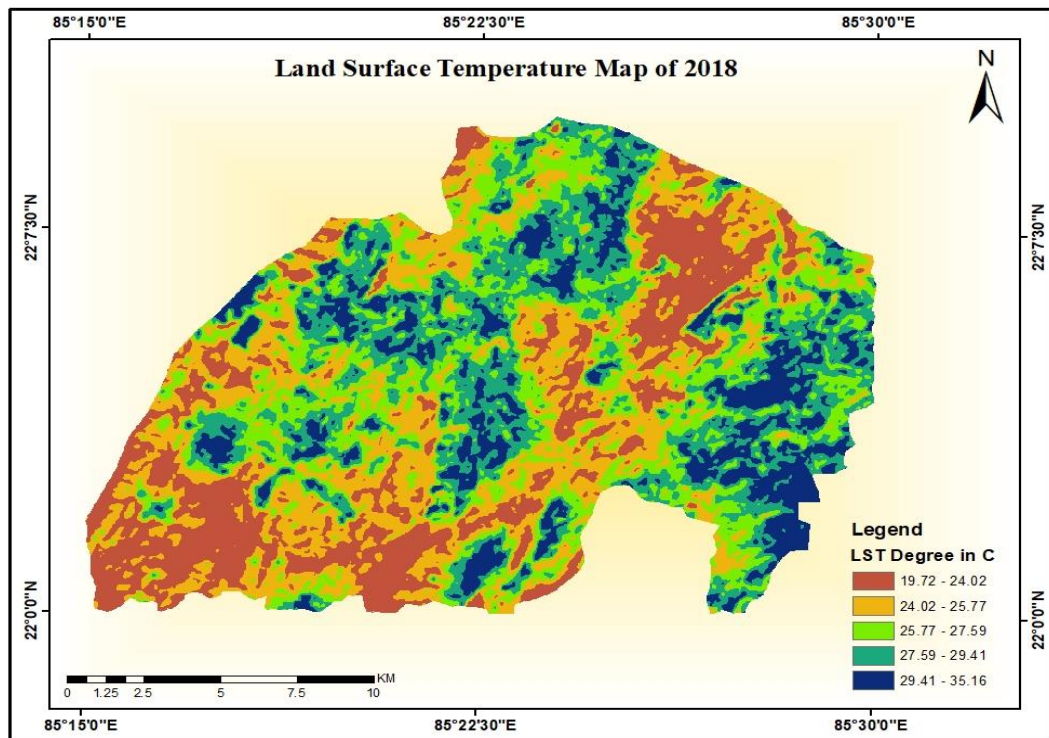 85°15'0"E 85°22'30"E 85°30'0"E
Land Surface Temperature Map of 2018
N
22°7'30"N
22°7'30"N
22°0'0"N
22°0'0"N
Legend
LST Degree in C
19.72 - 24.02
24.02 - 25.77
25.77 - 27.59
27.59 - 29.41
29.41 - 35.16
KM
0 1.25 2.5 5 7.5 10
85°15'0"E 85°22'30"E 85°30'0"E